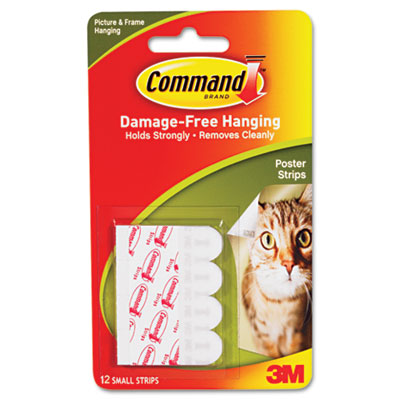 Picture & Frame
Hanging
Command
BRAND
Damage-Free Hanging
Holds Strongly • Removes Cleanly
Poster
Strips
12 SMALL STRIPS
3M